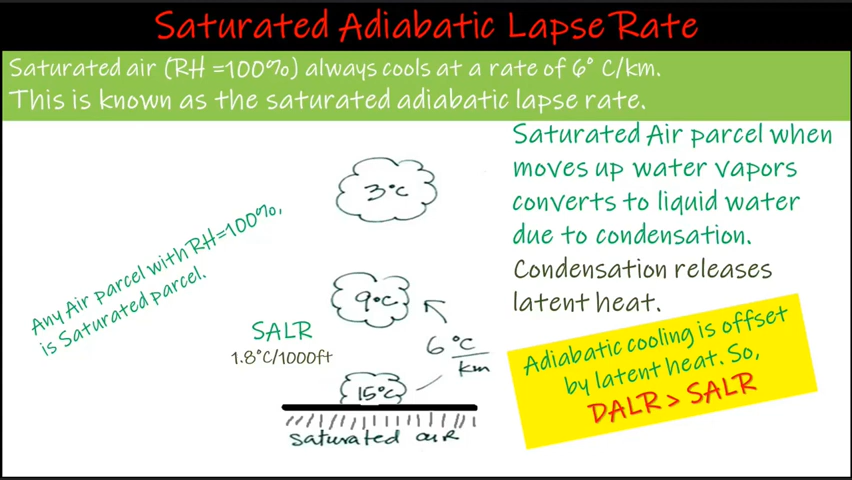 Saturated Adiabatic Lapse Rate
Saturated air (RH =100%) always cools at a rate of 6° C/km.
This is known as the saturated adiabatic lapse rate.
Saturated Air parcel when
moves up water vapors
converts to liquid water
due to condensation.
Condensation releases
latent heat.
Adiabatic cooling is offset
by latent heat. So,
DALR > SALR
Any Air parcel with RH=100%,
is Saturated parcel.
3°C
9°C
15°C
6°C
km
SALR
1.8°C/1000ft
saturated air